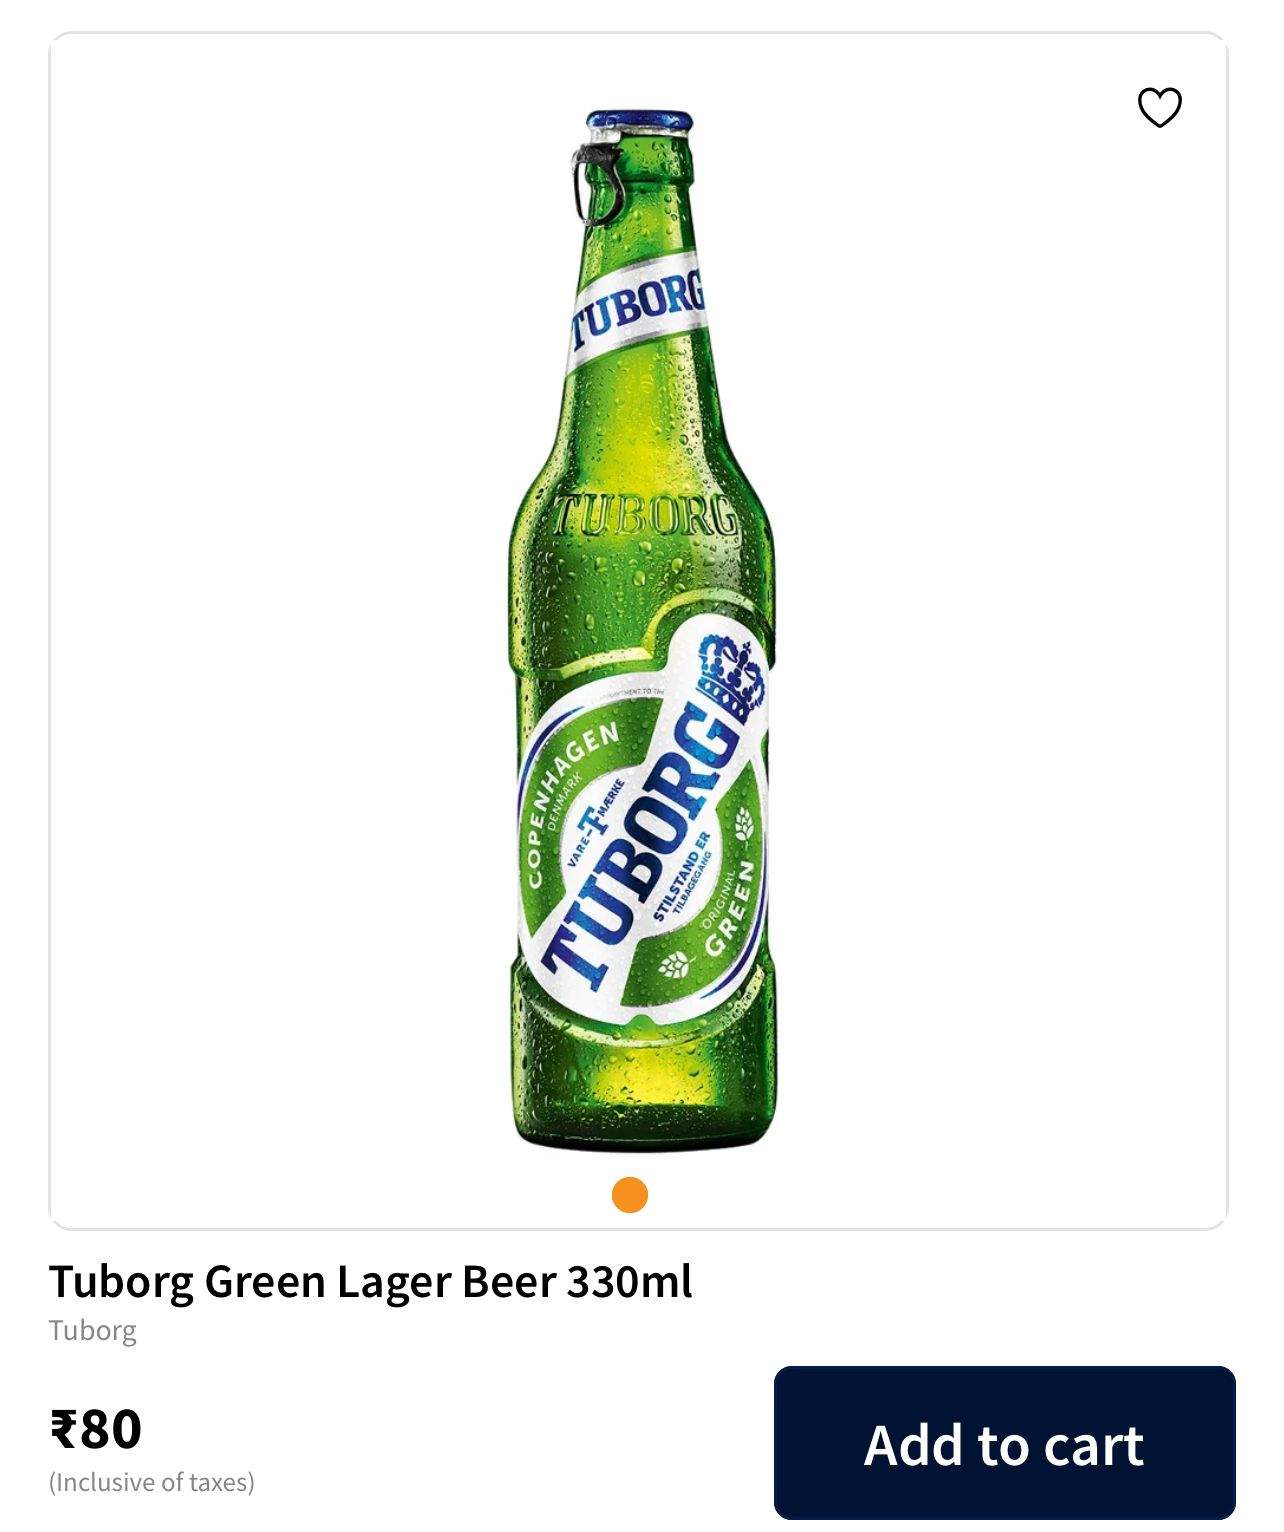 TUBORG
TUBORG
COPENHAGEN
DENMARK
VARE-T-MÆRKE
TUBORG
STILSTAND ER
TILBAGEGANG
ORIGINAL
GREEN
Tuborg Green Lager Beer 330ml
Tuborg
₹80
(Inclusive of taxes)
Add to cart